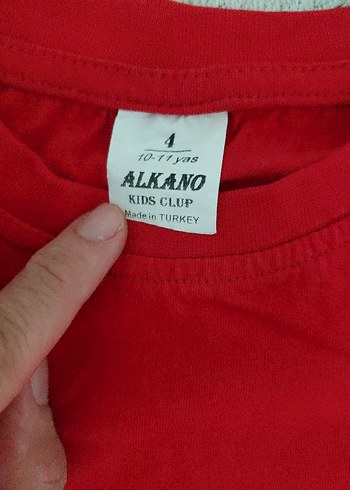 4
10-11 yas
ALKANO
KIDS CLUP
Made in TURKEY